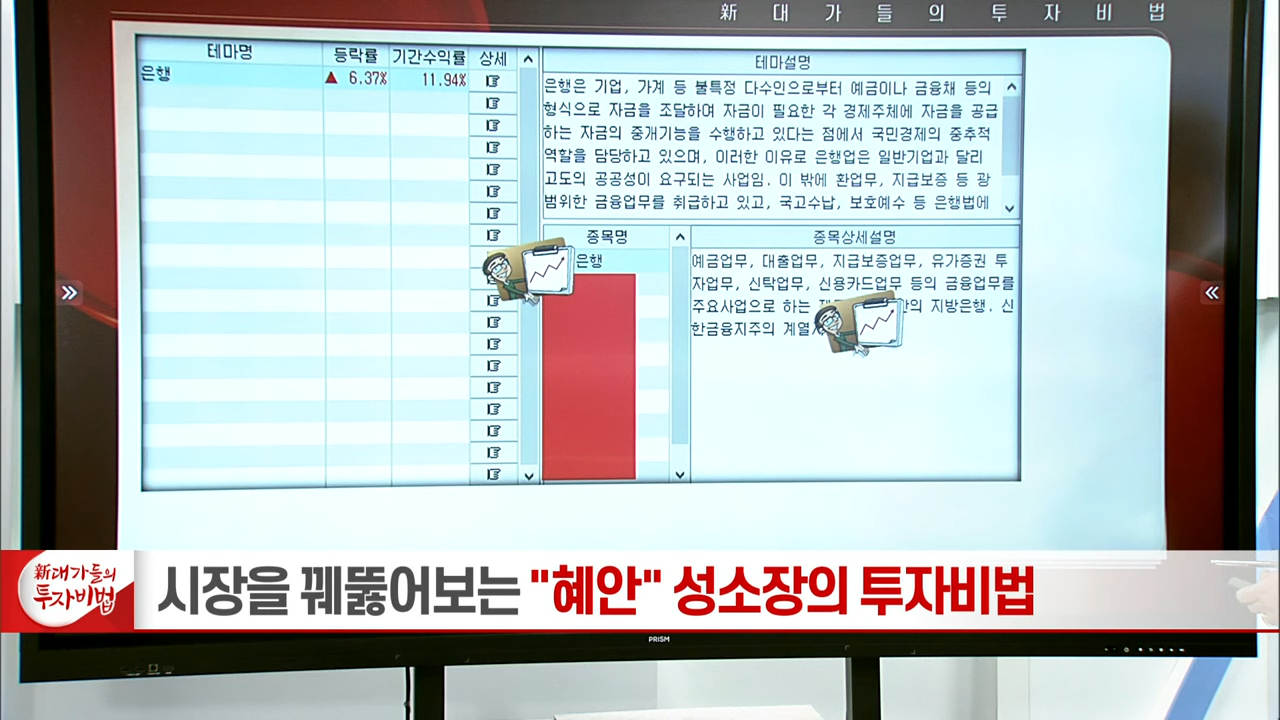 新 대 가 들 의 투 자 비 법
테마명 등락률 기간수익률 상세
은행 ▲ 6.37% 11.94%
테마설명
은행은 기업, 가계 등 불특정 다수인으로부터 예금이나 금융채 등의
형식으로 자금을 조달하며 자금이 필요한 각 경제주체에 자금을 공급
하는 자금의 중개기능을 수행하고 있다는 점에서 국민경제의 중추적
역할을 담당하고 있으며, 이러한 이유로 은행업은 일반기업과 달리
고도의 공공성이 요구되는 사업임. 이 밖에 환업무, 지급보증 등 광
범위한 금융업무를 취급하고 있고, 국고수납, 보호예수 등 은행법에
종목명
은행
종목상세설명
예금업무, 대출업무, 지급보증업무, 유가증권 투
자업무, 신탁업무, 신용카드업무 등의 금융업무를
주요사업으로 하는 지방은행. 신
한금융지주의 계열
新대가들의
투자비법
시장을 꿰뚫어보는 "혜안" 성소장의 투자비법
PRISM